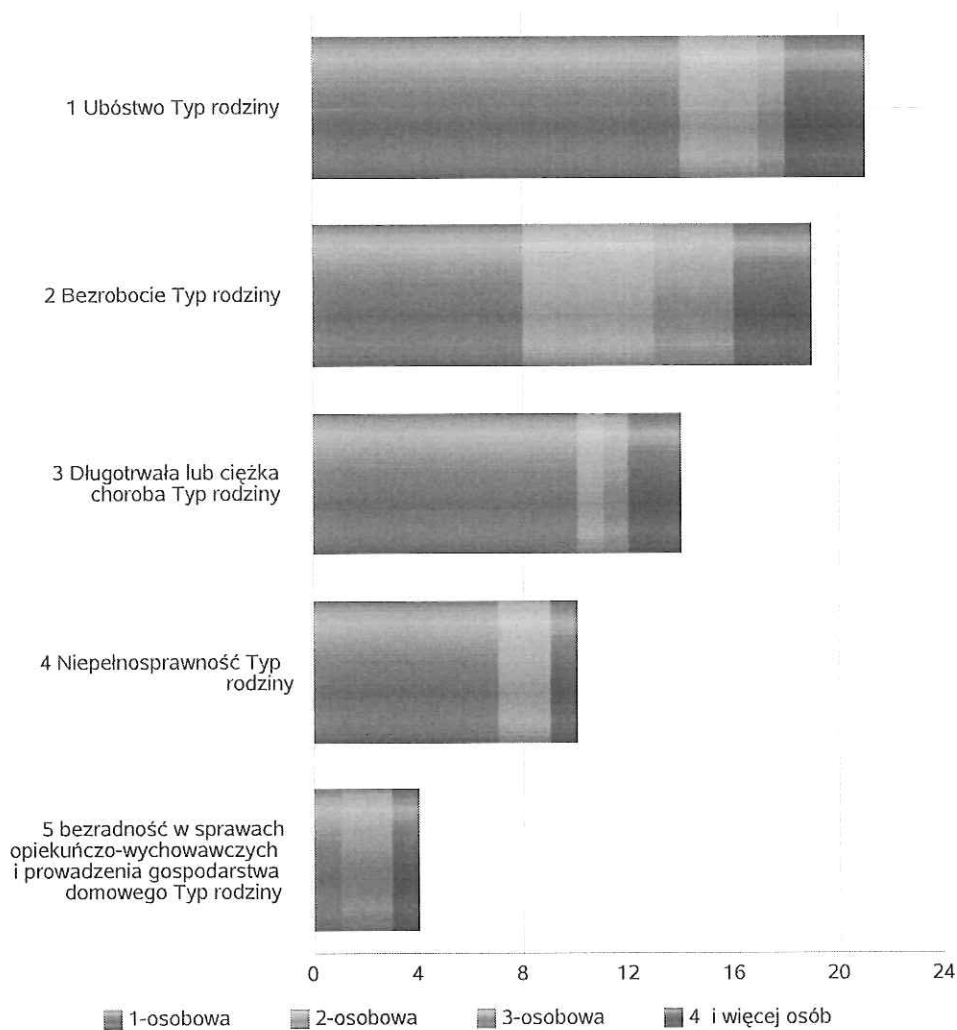 1 Ubóstwo Typ rodziny
2 Bezrobocie Typ rodziny
3 Długotrwała lub ciężka
choroba Typ rodziny
4 Niepełnosprawność Typ
rodziny
5 bezradność w sprawach
opiekuńczo-wychowawczych
i prowadzenia gospodarstwa
domowego Typ rodziny
0 4 8 12 16 20 24
1-osobowa 2-osobowa 3-osobowa 4 i więcej osób